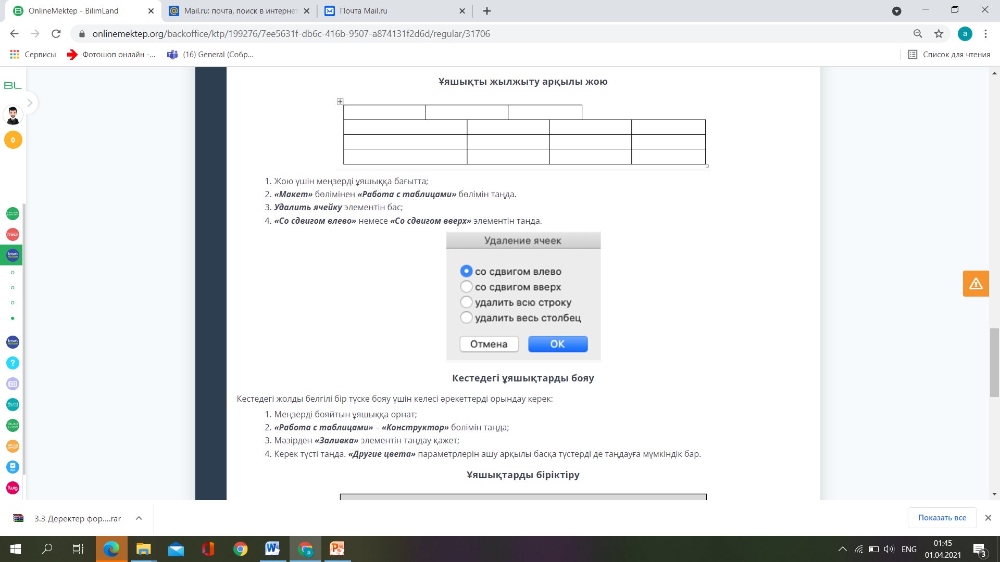 OnlineMektep - BilimLand
Mail.ru: почта, поиск в интернет
Почта Mail.ru
onlinemektep.org/backoffice/ktp/199276/7ee5631f-db6c-416b-9507-a874131f2d6d/regular/31706
a
Сервисы
Фотошоп онлайн -...
(16) General (Собр...
Список для чтения
BL
0
Ұяшықты жылжыту арқылы жою
1. Жою үшін меңзерді ұяшыққа бағытта;
2. «Макет» бөлімінен «Работа с таблицами» бөлімін таңда.
3. Удалить ячейку элементін бас;
4. «Со сдвигом влево» немесе «Со сдвигом вверх» элементін таңда.
Удаление ячеек
со сдвигом влево
со сдвигом вверх
удалить всю строку
удалить весь столбец
Отмена
OK
Кестедегі ұяшықтарды бояу
Кестедегі жолды белгілі бір түске бояу үшін келесі әрекеттерді орындау керек:
1. Меңзерді бояйтын ұяшыққа орнат;
2. «Работа с таблицами» – «Конструктор» бөлімін таңда;
3. Мәзірден «Заливка» элементін таңдау қажет;
4. Керек түсті таңда. «Другие цвета» параметрлерін ашу арқылы басқа түстерді де таңдауға мүмкіндік бар.
Ұяшықтарды біріктіру
Smart
Nation
Smart
Nation
?
Twig
3.3 Деректер фор....rar
Показать все
ENG
01:45
01.04.2021
3